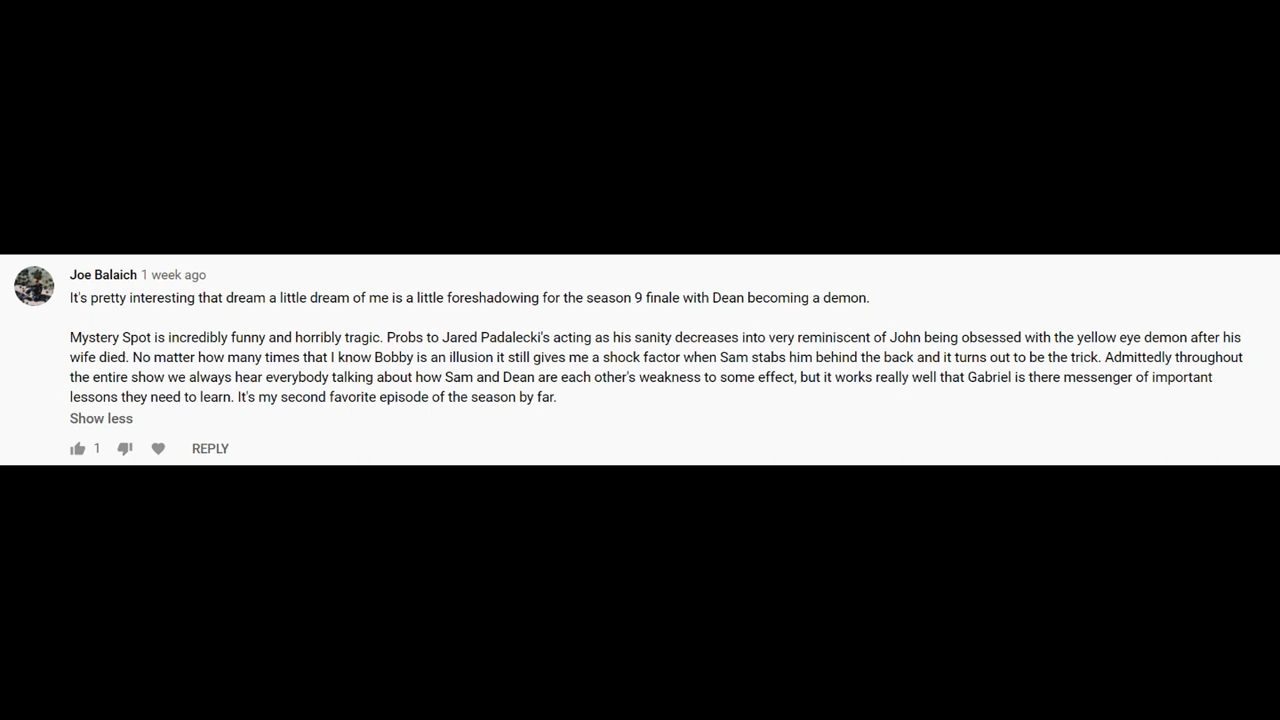 Joe Balaich 1 week ago
It's pretty interesting that dream a little dream of me is a little foreshadowing for the season 9 finale with Dean becoming a demon.
Mystery Spot is incredibly funny and horribly tragic. Probs to Jared Padalecki's acting as his sanity decreases into very reminiscent of John being obsessed with the yellow eye demon after his
wife died. No matter how many times that I know Bobby is an illusion it still gives me a shock factor when Sam stabs him behind the back and it turns out to be the trick. Admittedly throughout
the entire show we always hear everybody talking about how Sam and Dean are each other's weakness to some effect, but it works really well that Gabriel is there messenger of important
lessons they need to learn. It's my second favorite episode of the season by far.
Show less
1 REPLY